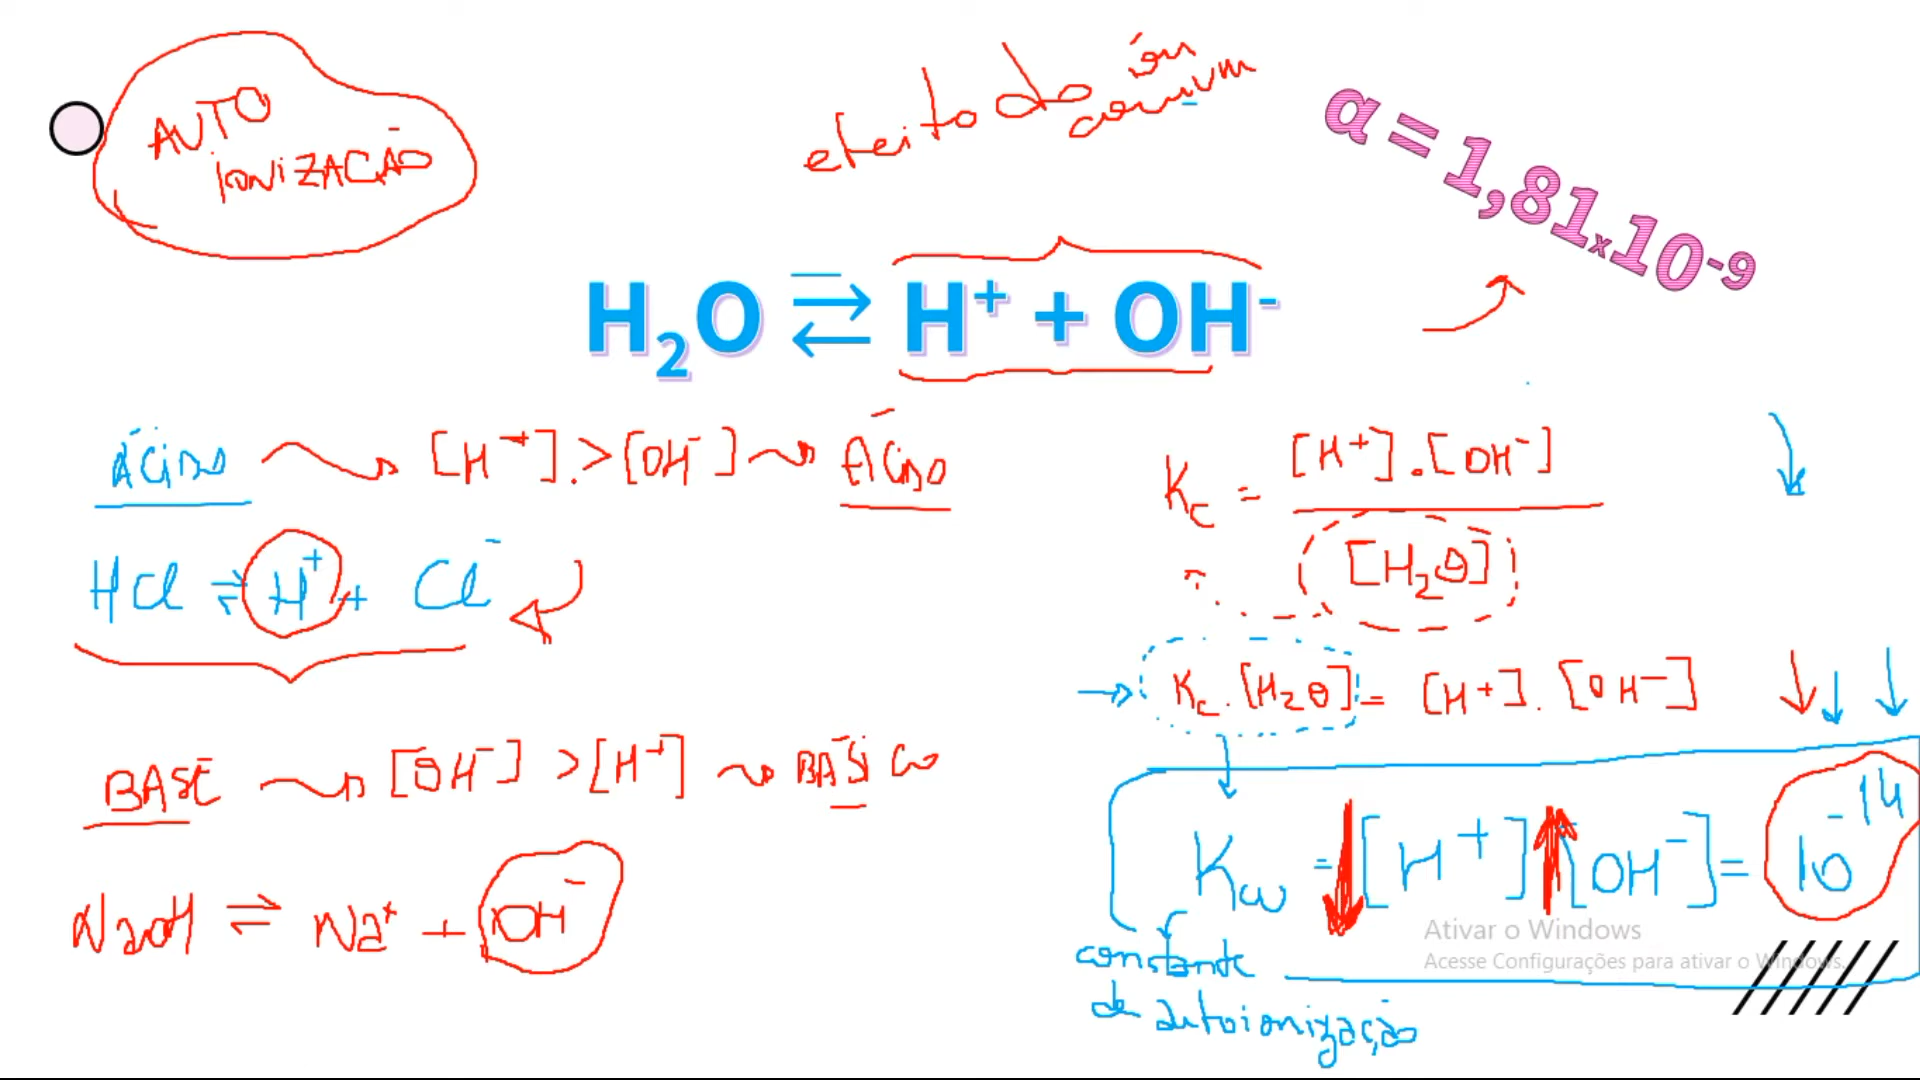 AUTO
IONIZAÇÃO
efeito do íon
comum
α = 1,81x10⁻⁹
H₂O ⇄ H⁺ + OH⁻
ÁCIDO [H⁺] > [OH⁻] ÁCIDO
HCl ⇌ H⁺ + Cl⁻
BASE [OH⁻] > [H⁺] BÁSICO
NaOH ⇌ Na⁺ + OH⁻
Kc = [H⁺].[OH⁻]
[H₂O]
Kc.[H₂O] = [H⁺].[OH⁻]
Kw = [H⁺] [OH⁻] = 10⁻¹⁴
constante
de autoionização
Ativar o Windows
Acesse Configurações para ativar o Windows.